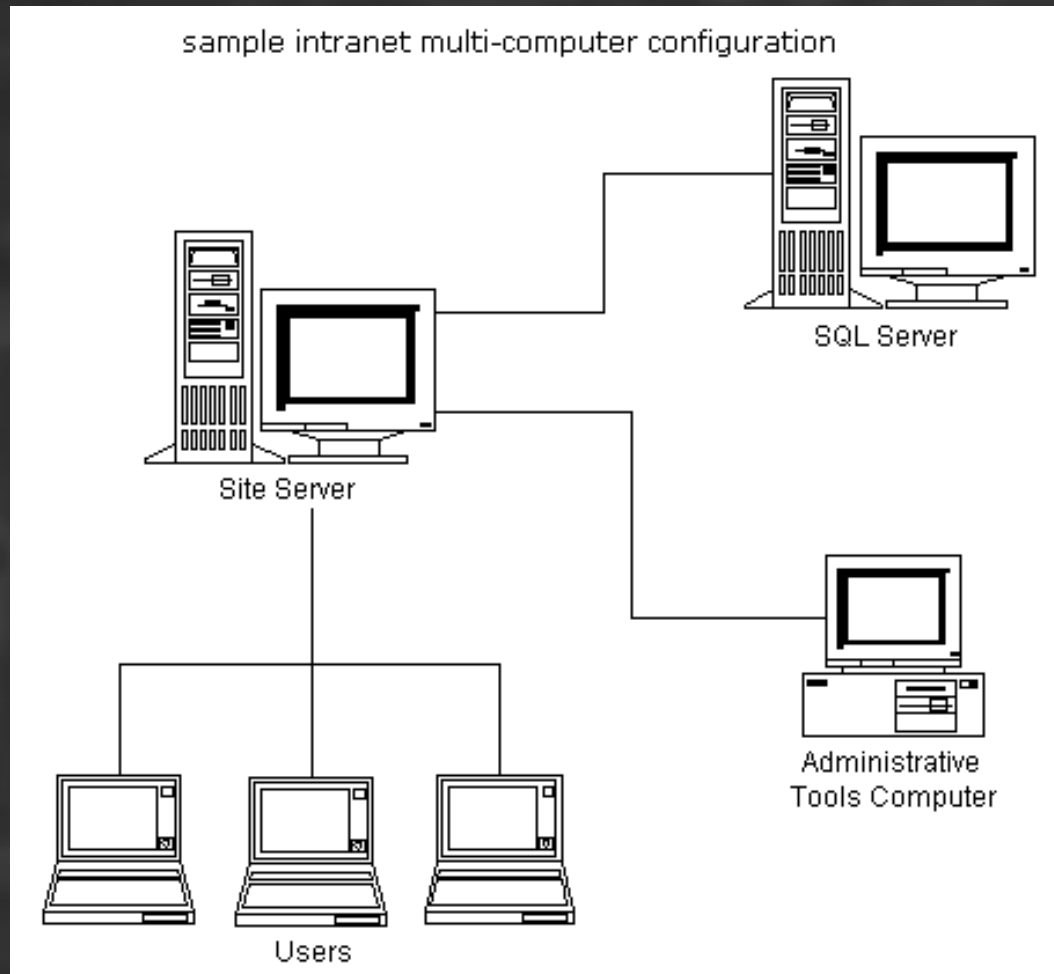 sample intranet multi-computer configuration
SQL Server
Site Server
Administrative
Tools Computer
Users